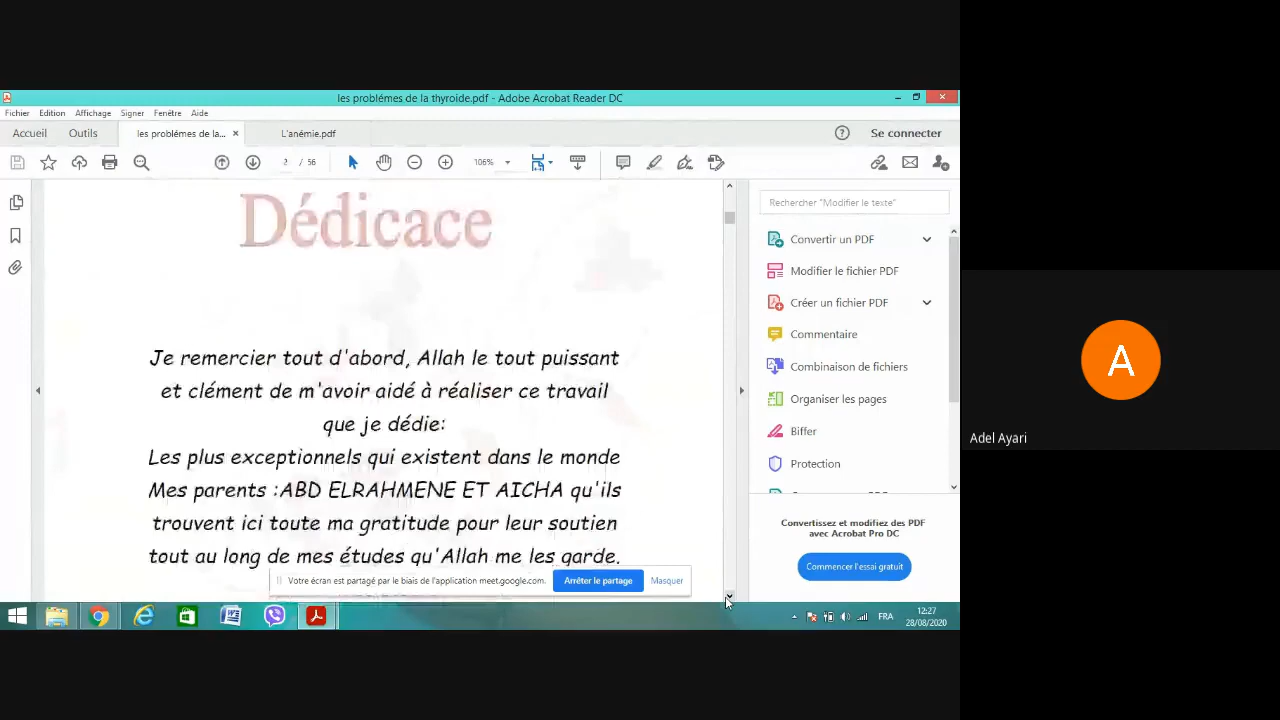 les problémes de la thyroide.pdf - Adobe Acrobat Reader DC
Fichier Edition Affichage Signer Fenêtre Aide
Accueil Outils les problémes de la... × L'anémie.pdf Se connecter
2 / 56 106%
Dédicace
Je remercier tout d'abord, Allah le tout puissant
et clément de m'avoir aidé à réaliser ce travail
que je dédie:
Les plus exceptionnels qui existent dans le monde
Mes parents :ABD ELRAHMENE ET AICHA qu'ils
trouvent ici toute ma gratitude pour leur soutien
tout au long de mes études qu'Allah me les garde.
Rechercher "Modifier le texte"
Convertir un PDF
Modifier le fichier PDF
Créer un fichier PDF
Commentaire
Combinaison de fichiers
Organiser les pages
Biffer
Protection
Convertissez et modifiez des PDF
avec Acrobat Pro DC
Commencer l'essai gratuit
Votre écran est partagé par le biais de l'application meet.google.com. Arrêter le partage Masquer
FRA
12:27
28/08/2020
A
Adel Ayari